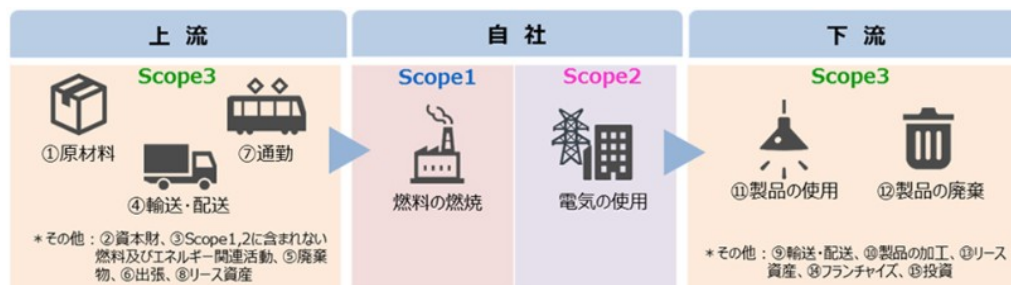 上流
自社
下流
Scope3
Scope1
Scope2
Scope3
①原材料
⑦通勤
④輸送・配送
*その他：②資本財、③Scope1,2に含まれない
燃料及びエネルギー関連活動、⑤廃棄
物、⑥出張、⑧リース資産
燃料の燃焼
電気の使用
⑪製品の使用
⑫製品の廃棄
*その他：⑨輸送・配送、⑩製品の加工、⑬リース
資産、⑭フランチャイズ、⑮投資